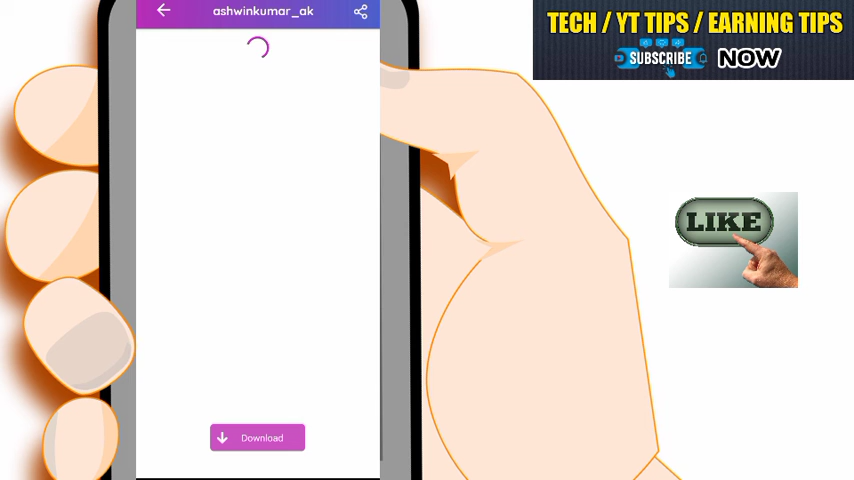 ashwinkumar_ak
TECH / YT TIPS / EARNING TIPS
SUBSCRIBE NOW
LIKE
Download